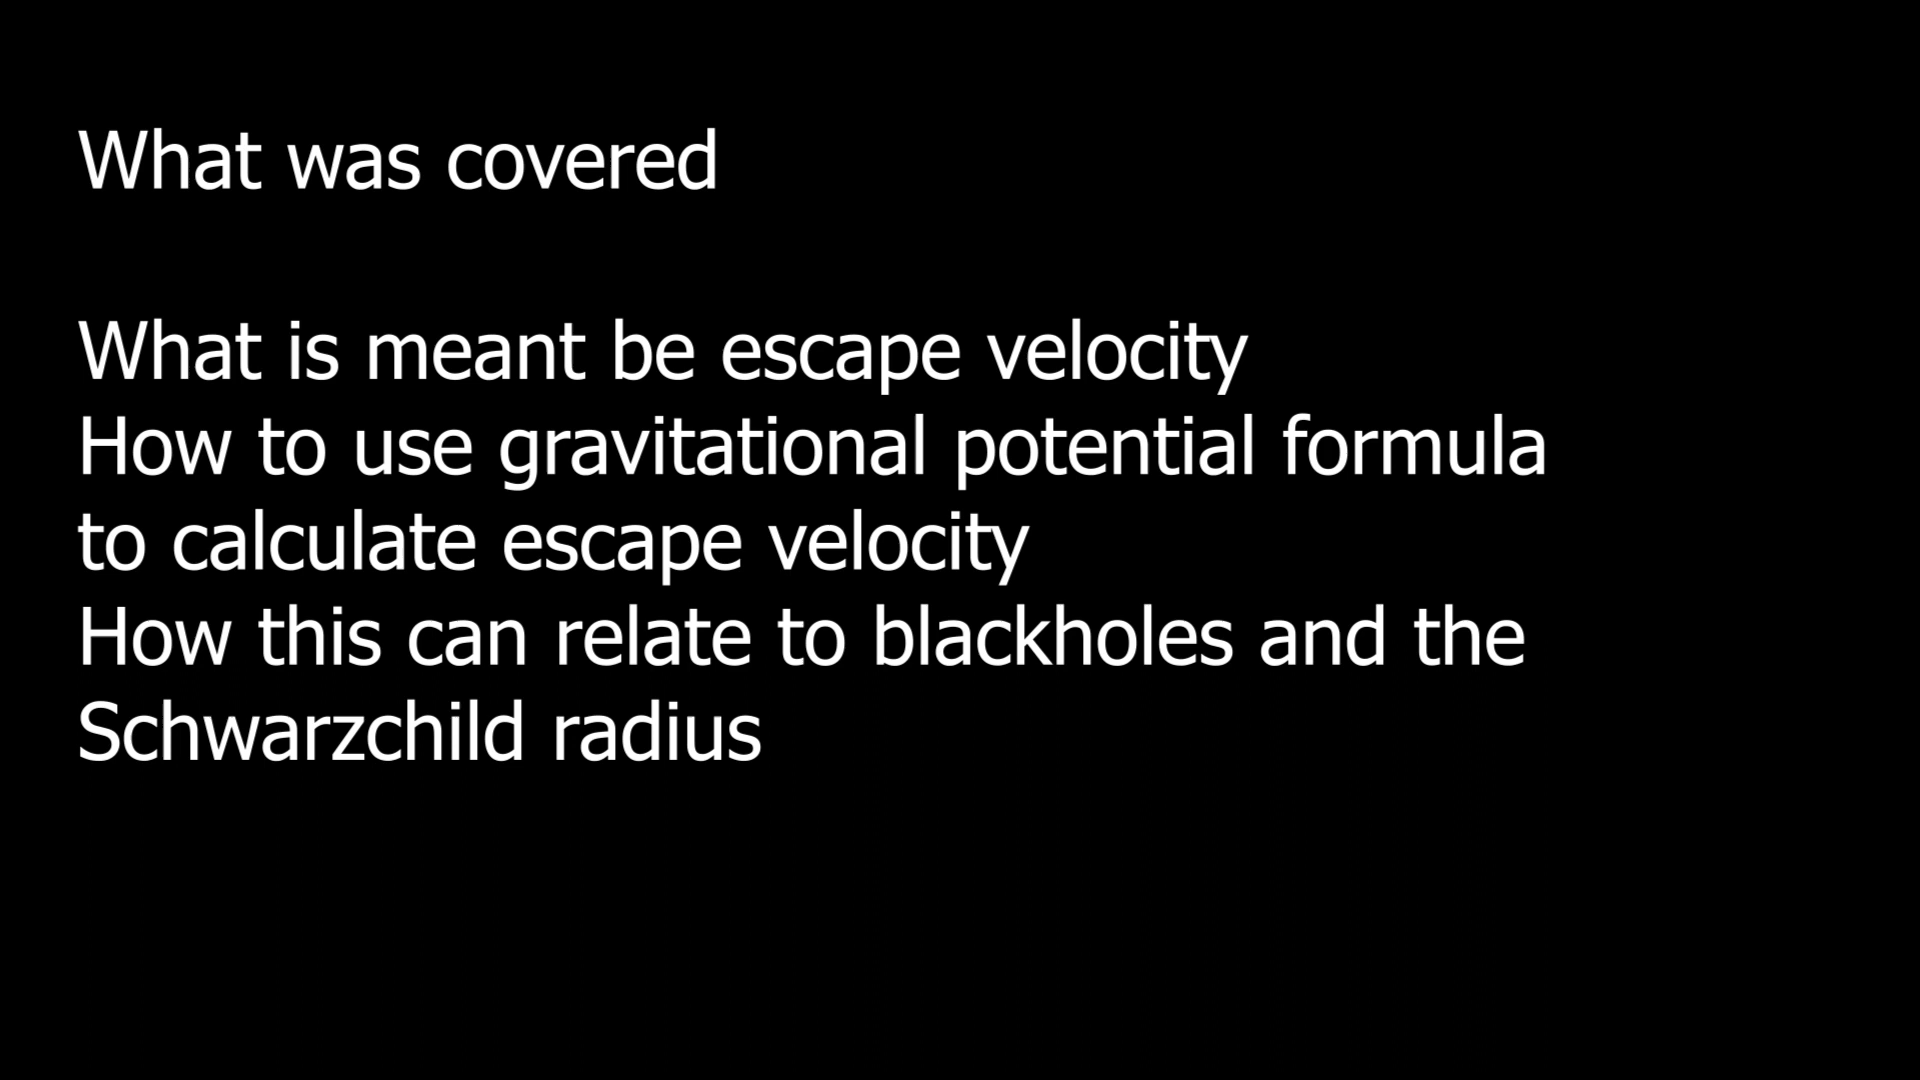 What was covered
What is meant be escape velocity
How to use gravitational potential formula
to calculate escape velocity
How this can relate to blackholes and the
Schwarzchild radius